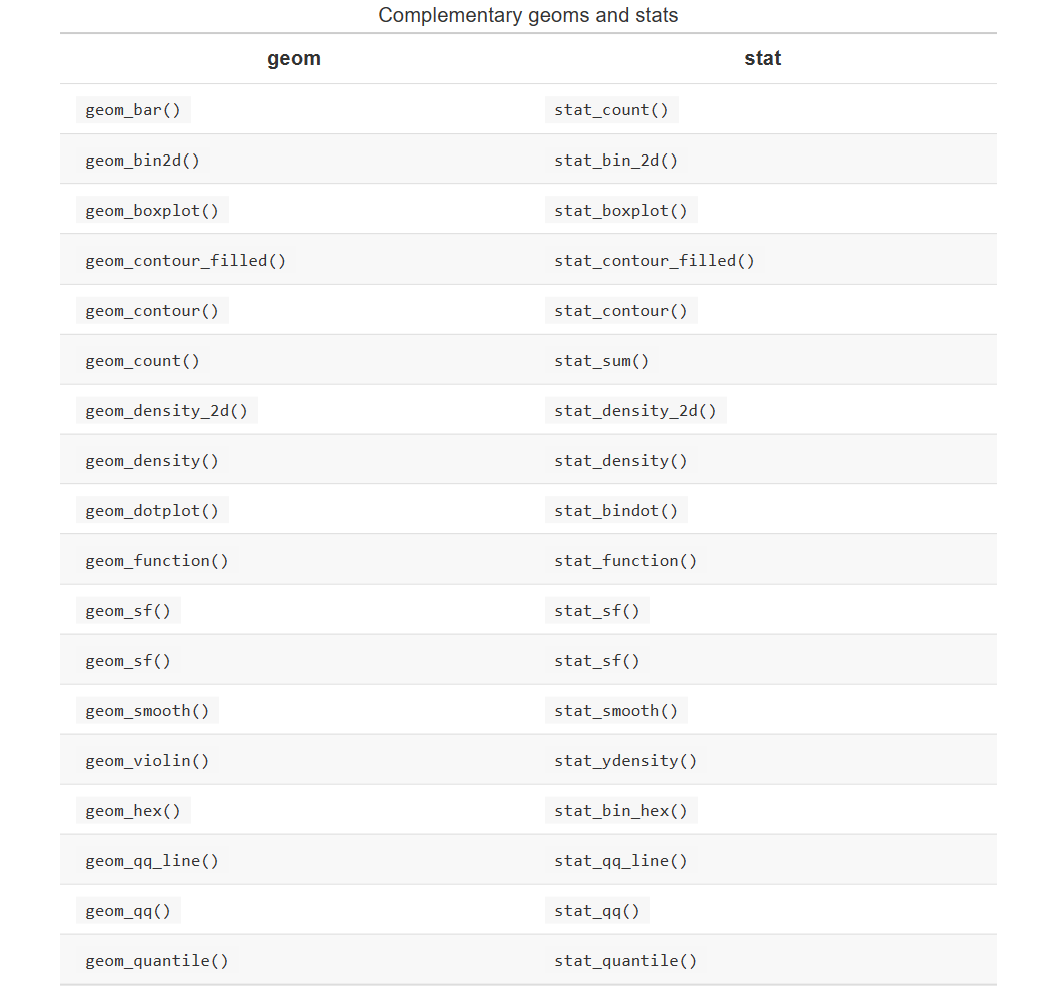 Complementary geoms and stats
geom stat
geom_bar() stat_count()
geom_bin2d() stat_bin_2d()
geom_boxplot() stat_boxplot()
geom_contour_filled() stat_contour_filled()
geom_contour() stat_contour()
geom_count() stat_sum()
geom_density_2d() stat_density_2d()
geom_density() stat_density()
geom_dotplot() stat_bindot()
geom_function() stat_function()
geom_sf() stat_sf()
geom_sf() stat_sf()
geom_smooth() stat_smooth()
geom_violin() stat_ydensity()
geom_hex() stat_bin_hex()
geom_qq_line() stat_qq_line()
geom_qq() stat_qq()
geom_quantile() stat_quantile()